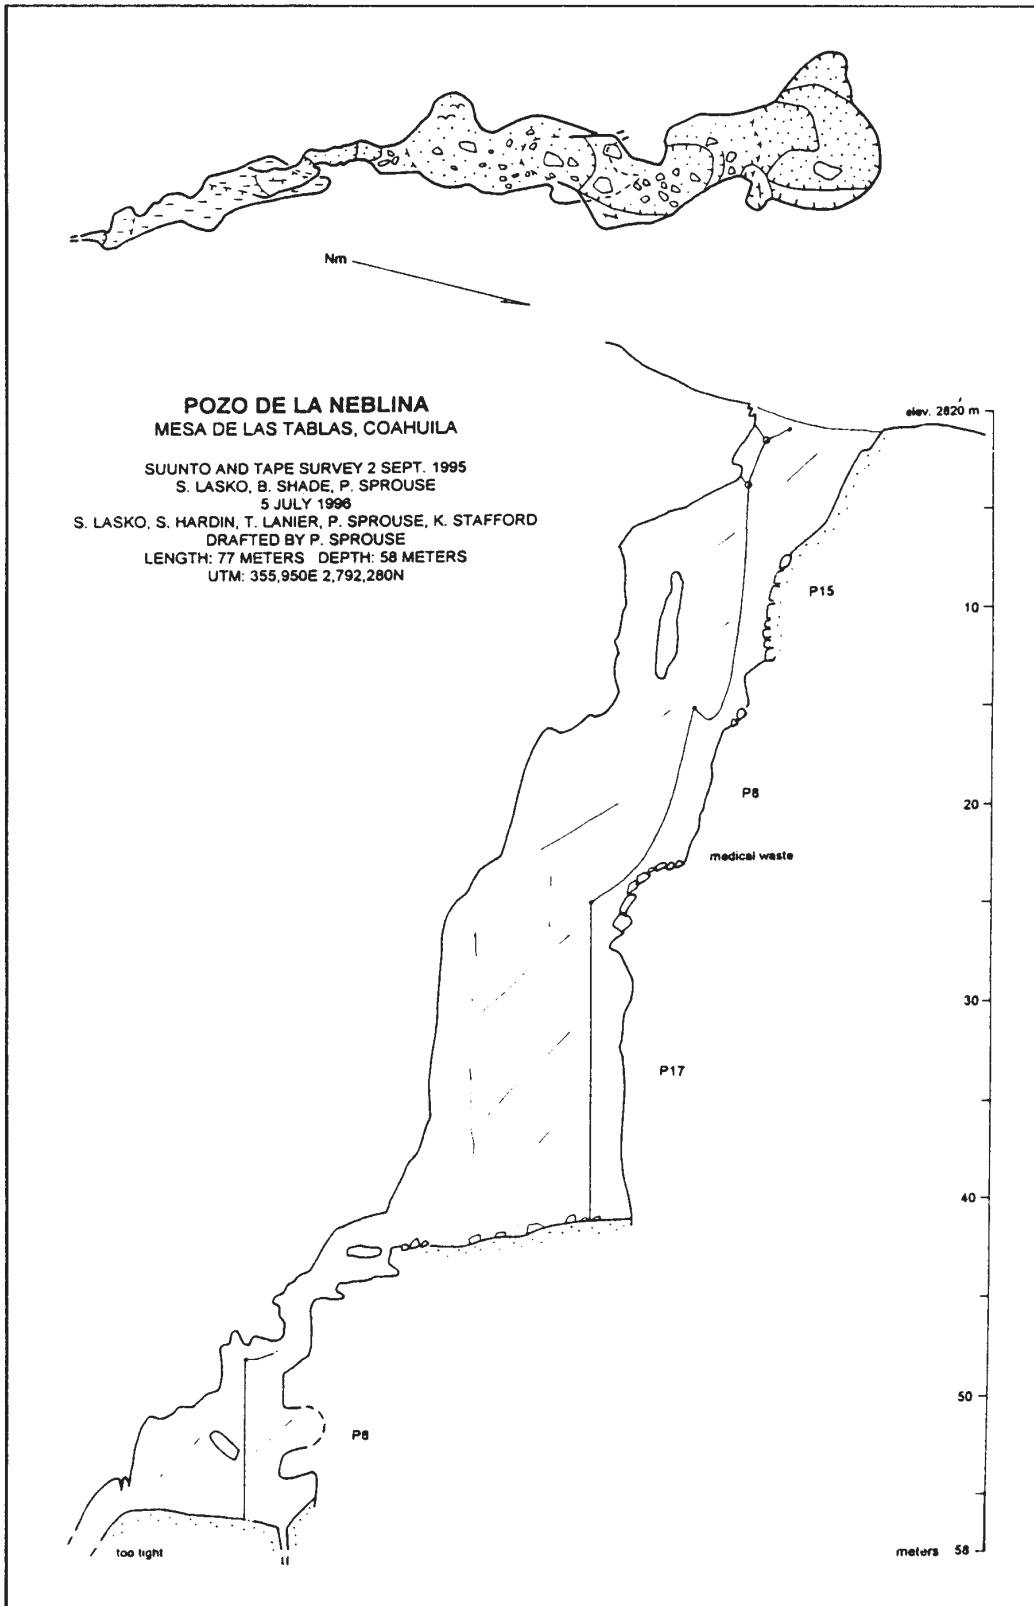 Nm
POZO DE LA NEBLINA
MESA DE LAS TABLAS, COAHUILA
SUUNTO AND TAPE SURVEY 2 SEPT. 1995
S. LASKO, B. SHADE, P. SPROUSE
5 JULY 1996
S. LASKO, S. HARDIN, T. LANIER, P. SPROUSE, K. STAFFORD
DRAFTED BY P. SPROUSE
LENGTH: 77 METERS DEPTH: 58 METERS
UTM: 355,950E 2,792,280N
elev. 2820 m
P15
10
P8
20
medical waste
30
P17
40
50
P8
too tight
meters 58